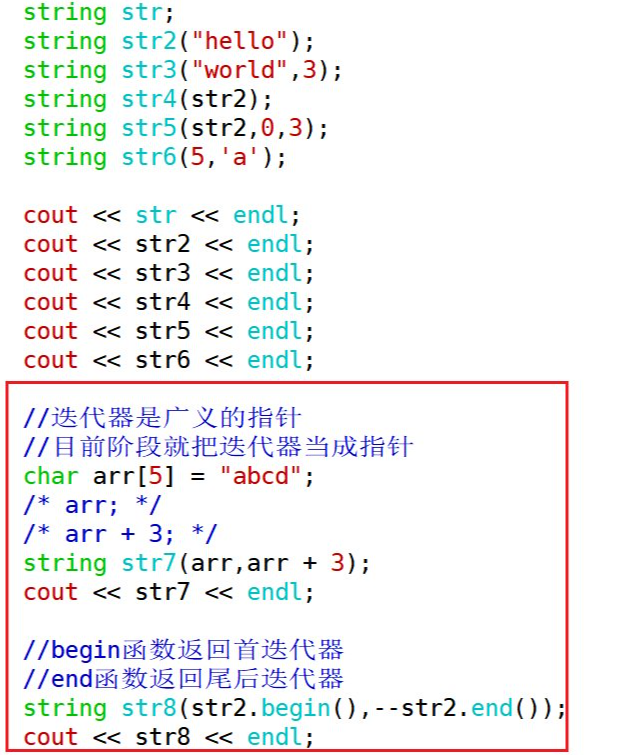 string str;
string str2("hello");
string str3("world",3);
string str4(str2);
string str5(str2,0,3);
string str6(5,'a');
cout << str << endl;
cout << str2 << endl;
cout << str3 << endl;
cout << str4 << endl;
cout << str5 << endl;
cout << str6 << endl;
//迭代器是广义的指针
//目前阶段就把迭代器当成指针
char arr[5] = "abcd";
/* arr; */
/* arr + 3; */
string str7(arr,arr + 3);
cout << str7 << endl;
//begin函数返回首迭代器
//end函数返回尾后迭代器
string str8(str2.begin(),--str2.end());
cout << str8 << endl;